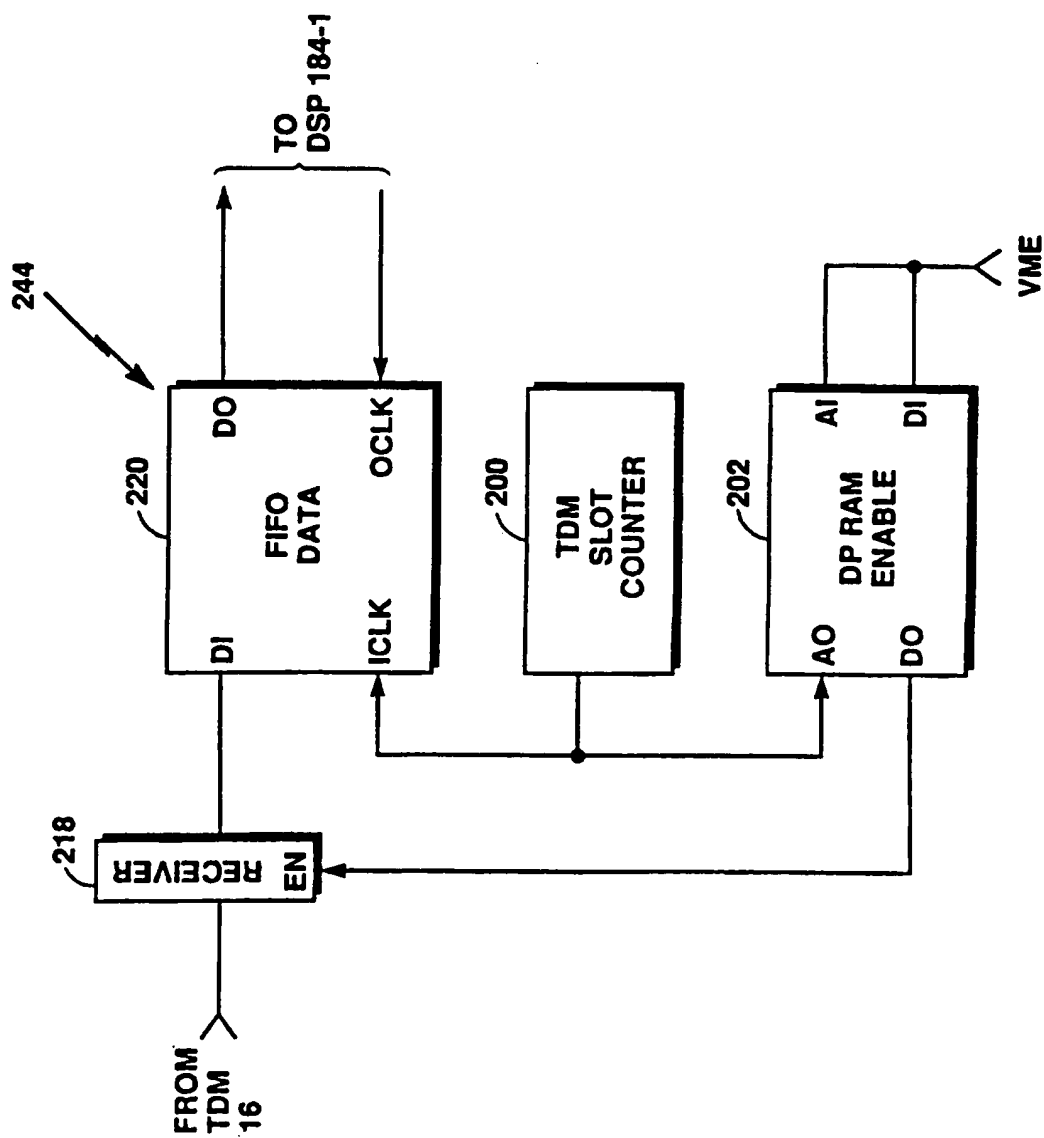 244
218
RECEIVER
EN
FROM
TDM
16
220
DI
DO
FIFO
DATA
ICLK
OCLK
TO
DSP 184-1
200
TDM
SLOT
COUNTER
202
AO
AI
DP RAM
ENABLE
DO
DI
VME